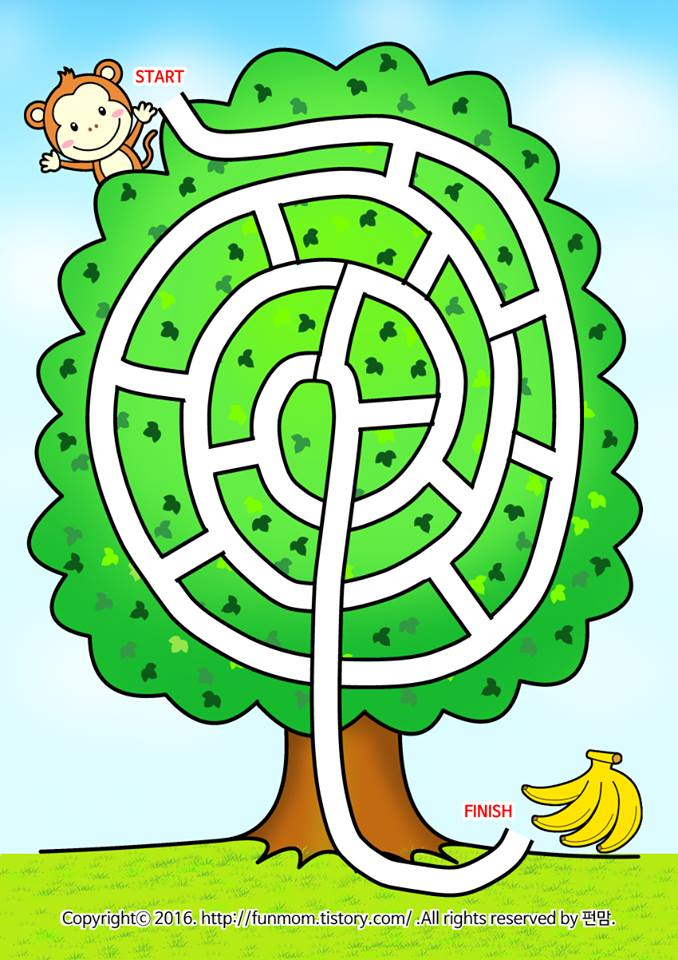 START
FINISH
Copyright© 2016. http://funmom.tistory.com/ .All rights reserved by 펀맘.